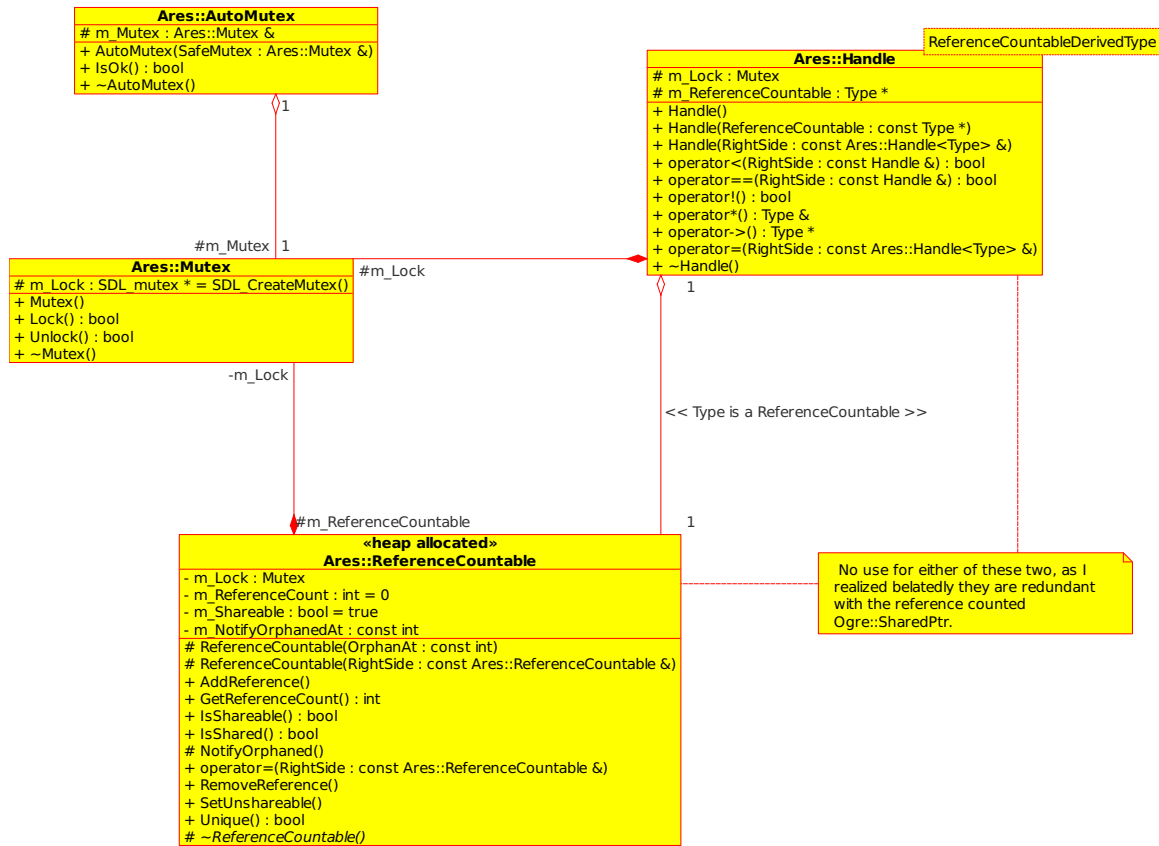 Ares::AutoMutex
# m_Mutex : Ares::Mutex &
+ AutoMutex(SafeMutex : Ares::Mutex &)
+ IsOk() : bool
+ ~AutoMutex()
1
ReferenceCountableDerivedType
Ares::Handle
# m_Lock : Mutex
# m_ReferenceCountable : Type *
+ Handle()
+ Handle(ReferenceCountable : const Type *)
+ Handle(RightSide : const Ares::Handle<Type> &)
+ operator<(RightSide : const Handle &) : bool
+ operator==(RightSide : const Handle &) : bool
+ operator!() : bool
+ operator*() : Type &
+ operator->() : Type *
+ operator=(RightSide : const Ares::Handle<Type> &)
+ ~Handle()
#m_Mutex
1
Ares::Mutex
# m_Lock : SDL_mutex * = SDL_CreateMutex()
+ Mutex()
+ Lock() : bool
+ Unlock() : bool
+ ~Mutex()
#m_Lock
1
-m_Lock
<< Type is a ReferenceCountable >>
#m_ReferenceCountable
1
«heap allocated»
Ares::ReferenceCountable
- m_Lock : Mutex
- m_ReferenceCount : int = 0
- m_Shareable : bool = true
- m_NotifyOrphanedAt : const int
# ReferenceCountable(OrphanAt : const int)
# ReferenceCountable(RightSide : const Ares::ReferenceCountable &)
+ AddReference()
+ GetReferenceCount() : int
+ IsShareable() : bool
+ IsShared() : bool
# NotifyOrphaned()
+ operator=(RightSide : const Ares::ReferenceCountable &)
+ RemoveReference()
+ SetUnshareable()
+ Unique() : bool
# ~ReferenceCountable()
No use for either of these two, as I
realized belatedly they are redundant
with the reference counted
Ogre::SharedPtr.